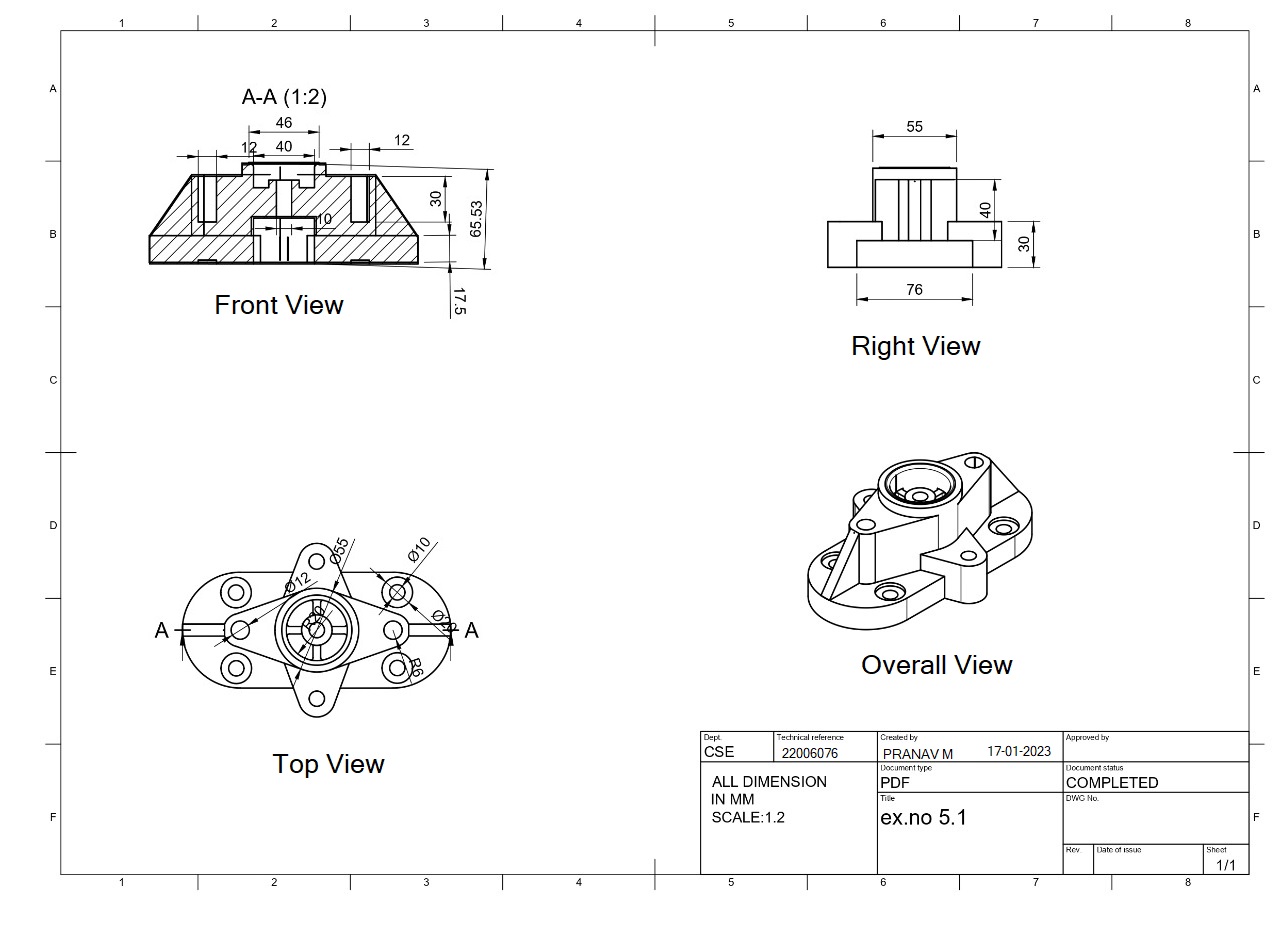 1 2 3 4 5 6 7 8
A A
A-A (1:2)
46
12 40 12
30
65.53
10
17.5
Front View
B B
55
40
30
76
Right View
C C
D D
Ø55
Ø10
Ø12
R6
A A
Top View
E E
Overall View
Dept. Technical reference Created by Approved by
CSE 22006076 PRANAV M 17-01-2023
Document type Document status
PDF COMPLETED
ALL DIMENSION
IN MM
SCALE:1.2
Title DWG No.
ex.no 5.1
F F
Rev. Date of issue Sheet
1/1
1 2 3 4 5 6 7 8